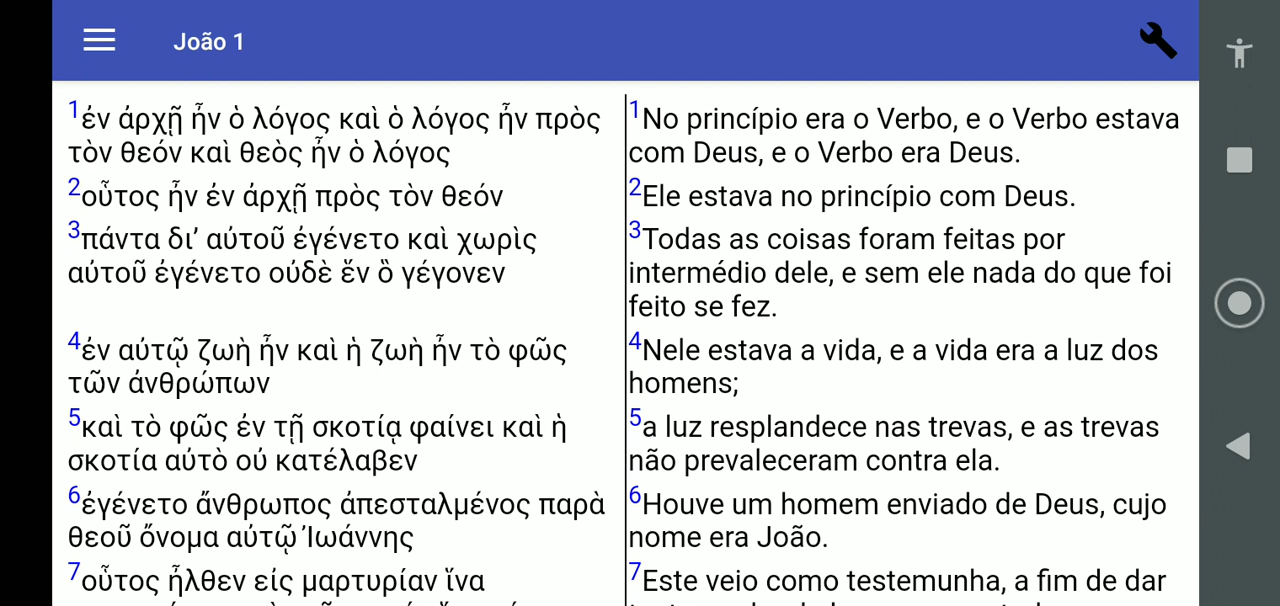 João 1
1ἐν ἀρχῇ ἦν ὁ λόγος καὶ ὁ λόγος ἦν πρὸς
τὸν θεόν καὶ θεὸς ἦν ὁ λόγος
2οὗτος ἦν ἐν ἀρχῇ πρὸς τὸν θεόν
3πάντα δι’ αὐτοῦ ἐγένετο καὶ χωρὶς
αὐτοῦ ἐγένετο οὐδὲ ἕν ὃ γέγονεν
4ἐν αὐτῷ ζωὴ ἦν καὶ ἡ ζωὴ ἦν τὸ φῶς
τῶν ἀνθρώπων
5καὶ τὸ φῶς ἐν τῇ σκοτίᾳ φαίνει καὶ ἡ
σκοτία αὐτὸ οὐ κατέλαβεν
6ἐγένετο ἄνθρωπος ἀπεσταλμένος παρὰ
θεοῦ ὄνομα αὐτῷ Ἰωάννης
7οὗτος ἦλθεν εἰς μαρτυρίαν ἵνα
1No princípio era o Verbo, e o Verbo estava
com Deus, e o Verbo era Deus.
2Ele estava no princípio com Deus.
3Todas as coisas foram feitas por
intermédio dele, e sem ele nada do que foi
feito se fez.
4Nele estava a vida, e a vida era a luz dos
homens;
5a luz resplandece nas trevas, e as trevas
não prevaleceram contra ela.
6Houve um homem enviado de Deus, cujo
nome era João.
7Este veio como testemunha, a fim de dar